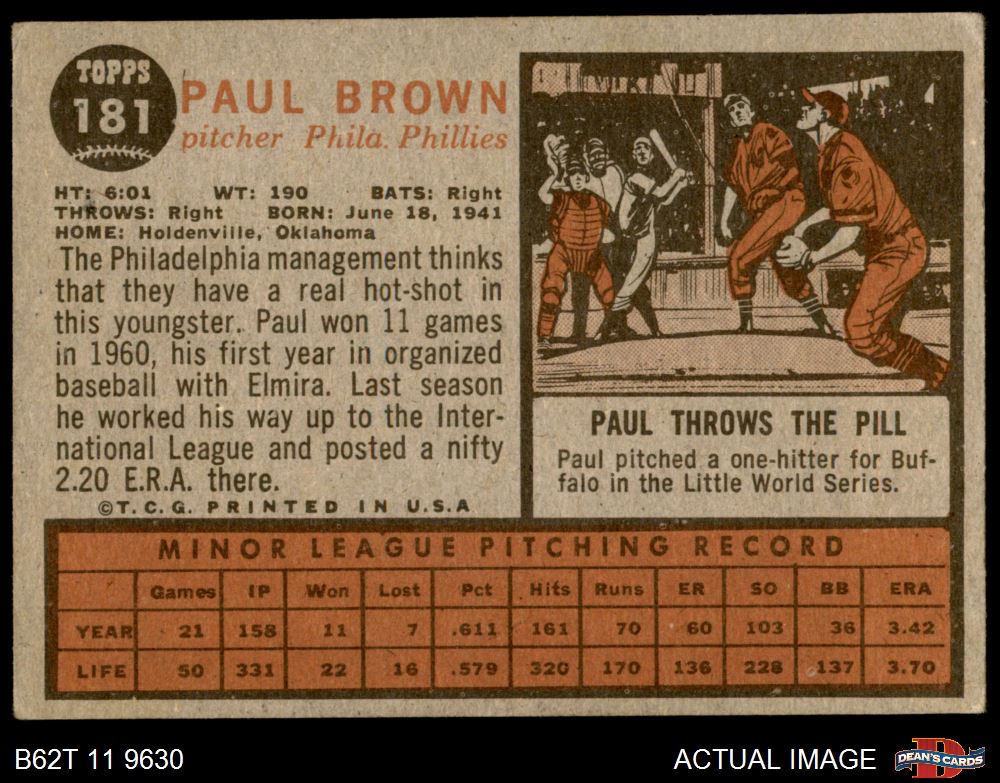 TOPPS
181
PAUL BROWN
pitcher Phila. Phillies
HT: 6:01 WT: 190 BATS: Right
THROWS: Right BORN: June 18, 1941
HOME: Holdenville, Oklahoma
The Philadelphia management thinks
that they have a real hot-shot in
this youngster. Paul won 11 games
in 1960, his first year in organized
baseball with Elmira. Last season
he worked his way up to the Inter-
national League and posted a nifty
2.20 E.R.A. there.
©T.C.G. PRINTED IN U.S.A
PAUL THROWS THE PILL
Paul pitched a one-hitter for Buf-
falo in the Little World Series.
MINOR LEAGUE PITCHING RECORD
Games IP Won Lost Pct Hits Runs ER SO BB ERA
YEAR 21 158 11 7 .611 161 70 60 103 36 3.42
LIFE 50 331 22 16 .579 320 170 136 228 137 3.70
B62T 11 9630
ACTUAL IMAGE
DEAN'S CARDS